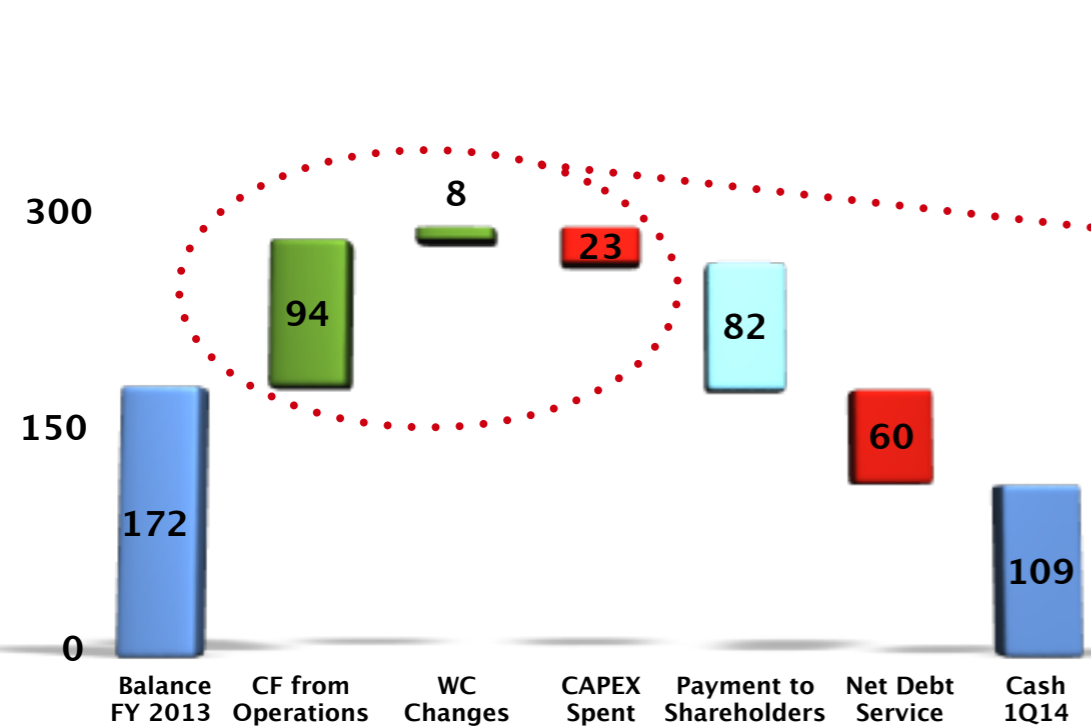 300
150
0
172
94
8
23
82
60
109
Balance
FY 2013
CF from
Operations
WC
Changes
CAPEX
Spent
Payment to
Shareholders
Net Debt
Service
Cash
1Q14